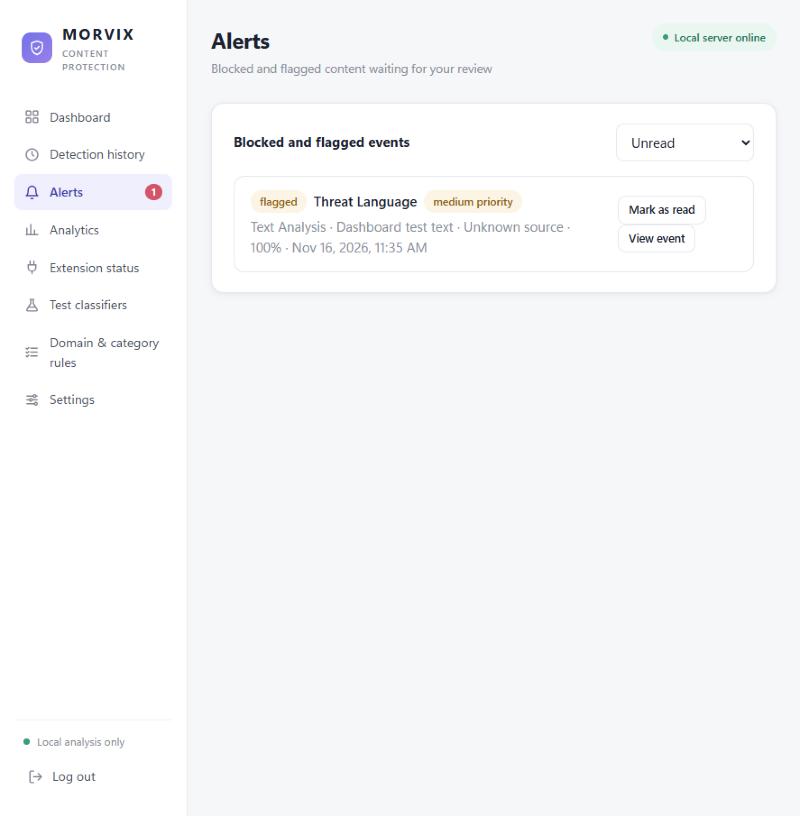 MORVIX
CONTENT
PROTECTION
Dashboard
Detection history
Alerts
1
Analytics
Extension status
Test classifiers
Domain & category
rules
Settings
Local analysis only
Log out
Alerts
Local server online
Blocked and flagged content waiting for your review
Blocked and flagged events
Unread
flagged Threat Language medium priority
Text Analysis · Dashboard test text · Unknown source ·
100% · Nov 16, 2026, 11:35 AM
Mark as read
View event